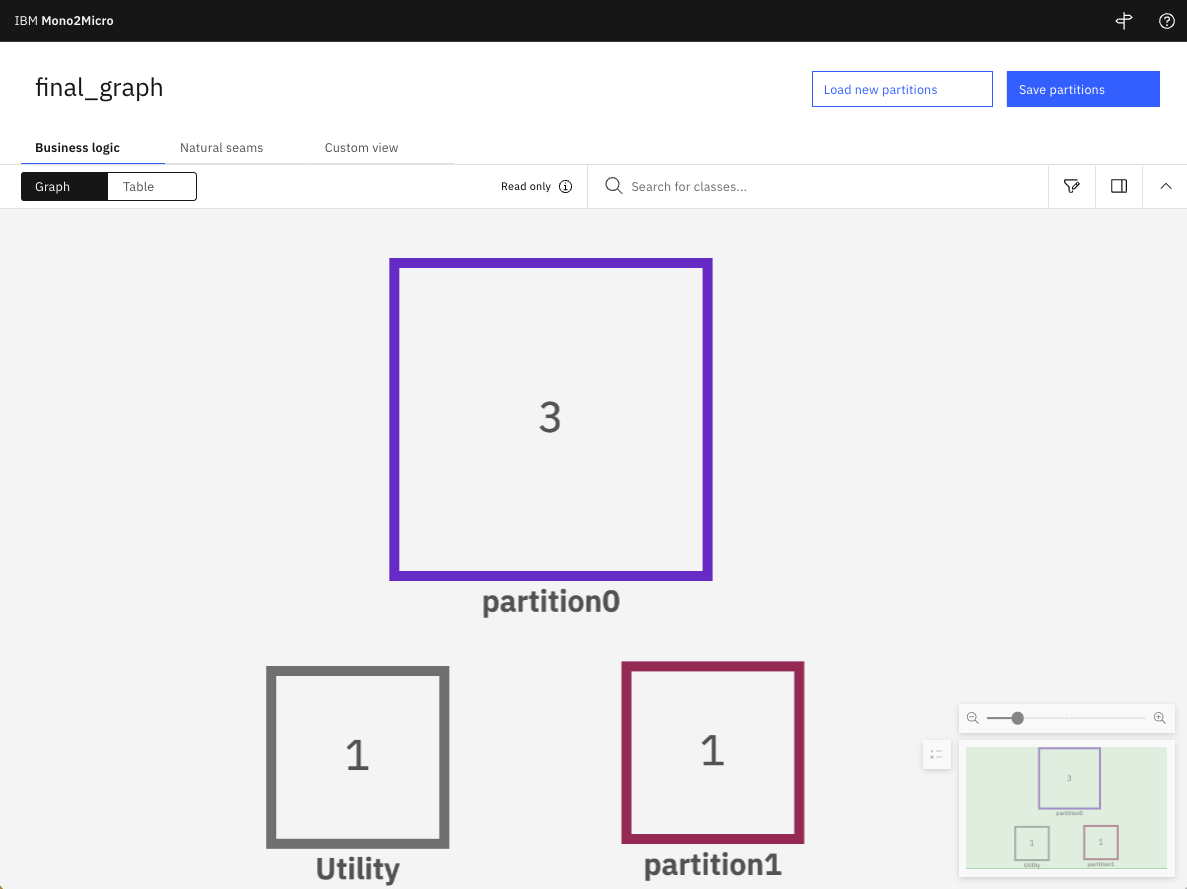 IBM Mono2Micro
final_graph
Load new partitions
Save partitions
Business logic
Natural seams
Custom view
Graph
Table
Read only
Search for classes...
3
partition0
1
Utility
1
partition1
3
partition0
1
Utility
1
partition1